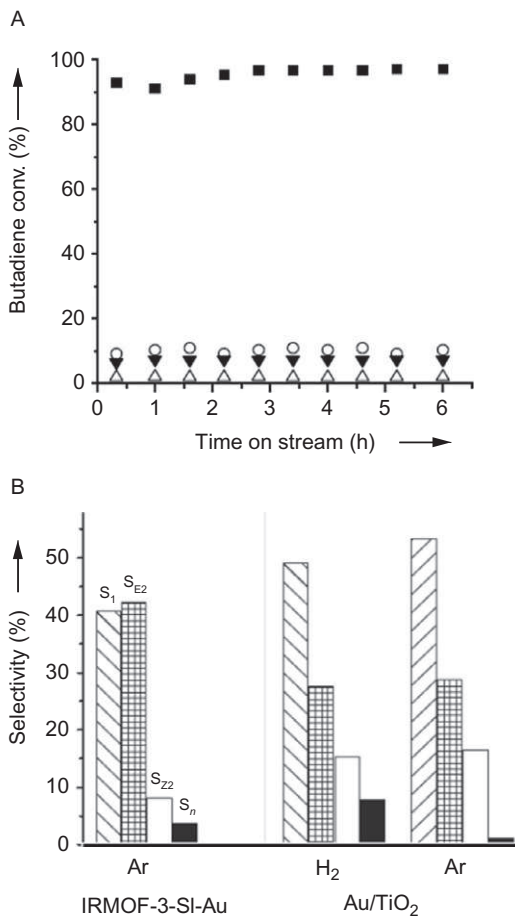 A
Butadiene conv. (%)
100
80
60
40
20
0
0 1 2 3 4 5 6
Time on stream (h)
B
Selectivity (%)
50
40
30
20
10
0
S1 SE2
SZ2 Sn
Ar H2 Ar
IRMOF-3-SI-Au Au/TiO2